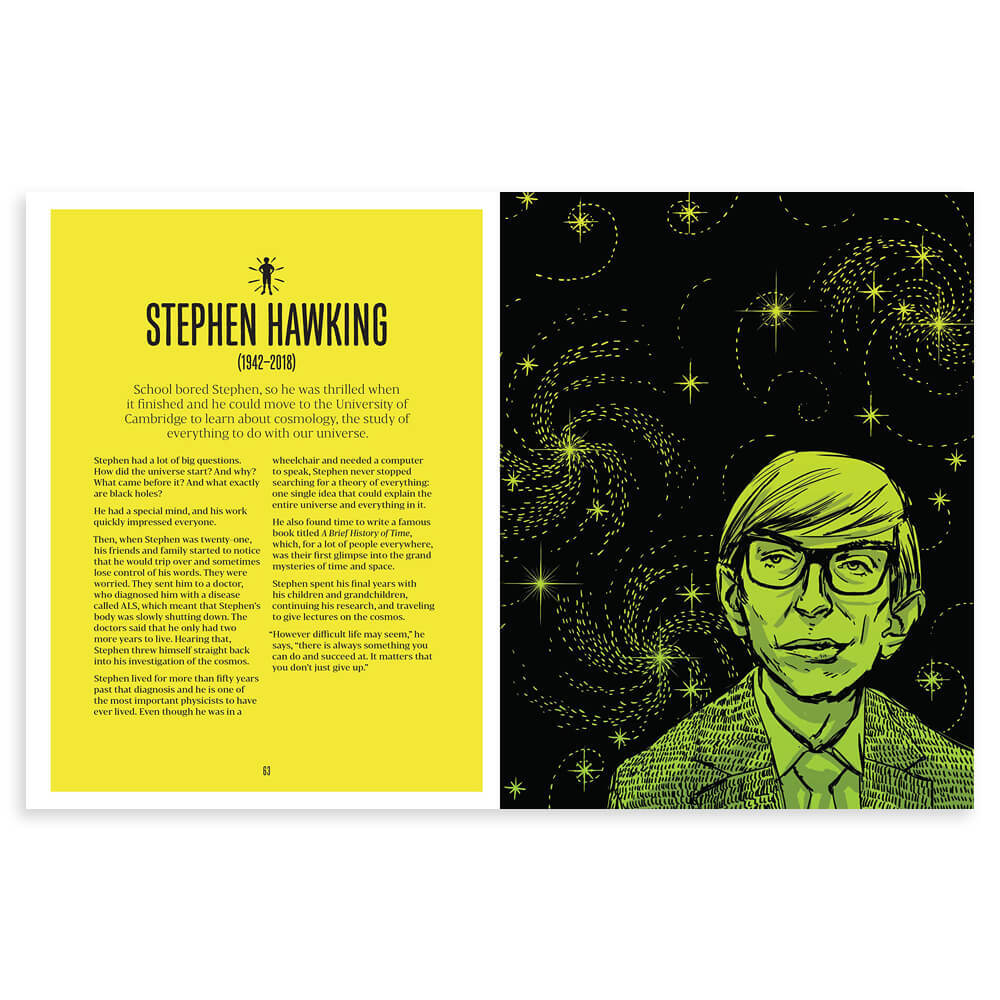 STEPHEN HAWKING
(1942–2018)
School bored Stephen, so he was thrilled when
it finished and he could move to the University of
Cambridge to learn about cosmology, the study of
everything to do with our universe.
Stephen had a lot of big questions.
How did the universe start? And why?
What came before it? And what exactly
are black holes?
He had a special mind, and his work
quickly impressed everyone.
Then, when Stephen was twenty-one,
his friends and family started to notice
that he would trip over and sometimes
lose control of his words. They were
worried. They sent him to a doctor,
who diagnosed him with a disease
called ALS, which meant that Stephen's
body was slowly shutting down. The
doctors said that he only had two
more years to live. Hearing that,
Stephen threw himself straight back
into his investigation of the cosmos.
Stephen lived for more than fifty years
past that diagnosis and he is one of
the most important physicists to have
ever lived. Even though he was in a
wheelchair and needed a computer
to speak, Stephen never stopped
searching for a theory of everything:
one single idea that could explain the
entire universe and everything in it.
He also found time to write a famous
book titled A Brief History of Time,
which, for a lot of people everywhere,
was their first glimpse into the grand
mysteries of time and space.
Stephen spent his final years with
his children and grandchildren,
continuing his research, and traveling
to give lectures on the cosmos.
“However difficult life may seem,” he
says, “there is always something you
can do and succeed at. It matters that
you don’t just give up.”
63